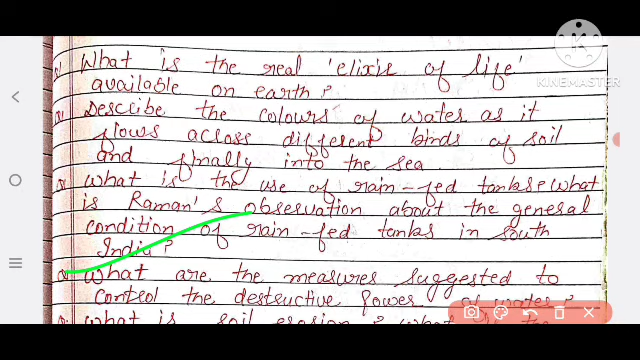 KINEMASTER
Q) What is the real 'elixir of life'
available on earth?
Q) Describe the colours of water as it
flows across different kinds of soil
and finally into the sea.
Q) What is the use of rain-fed tanks? What
is Raman's observation about the general
condition of rain-fed tanks in South
India?
Q) What are the measures suggested to
control the destructive power of water?
Q) What is soil erosion? What is the